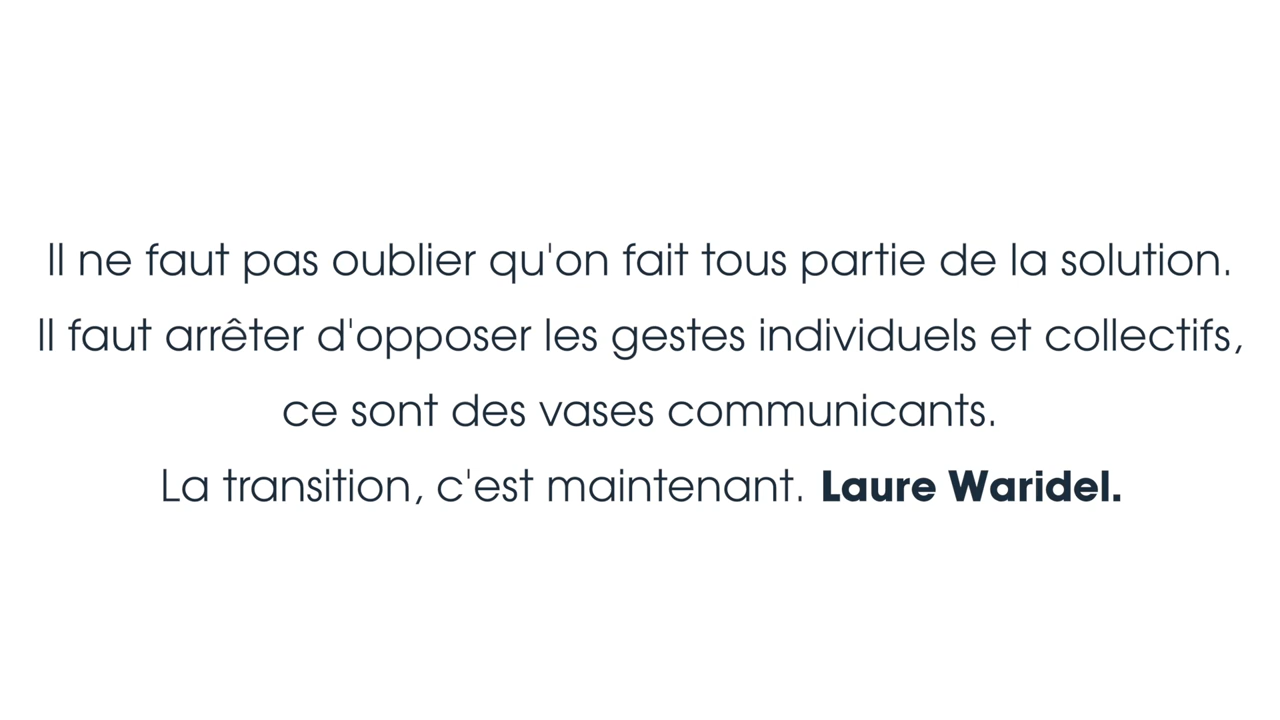 Il ne faut pas oublier qu'on fait tous partie de la solution.
Il faut arrêter d'opposer les gestes individuels et collectifs,
ce sont des vases communicants.
La transition, c'est maintenant. Laure Waridel.